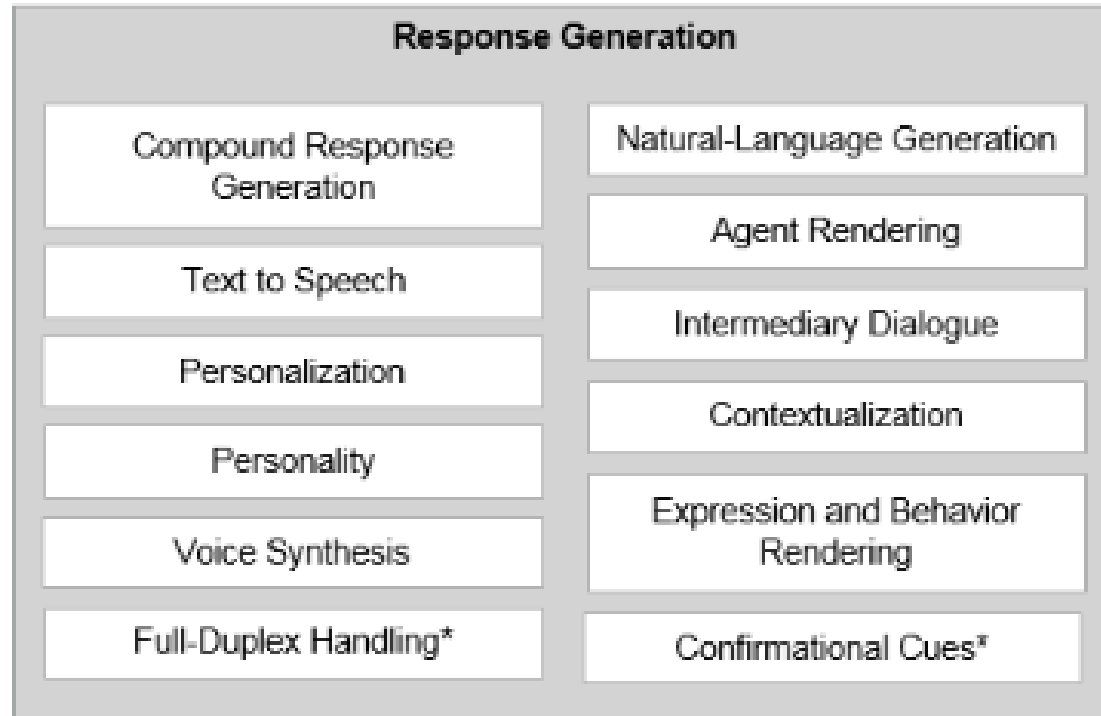 Response Generation
Compound Response
Generation
Text to Speech
Personalization
Personality
Voice Synthesis
Full-Duplex Handling*
Natural-Language Generation
Agent Rendering
Intermediary Dialogue
Contextualization
Expression and Behavior
Rendering
Confirmational Cues*